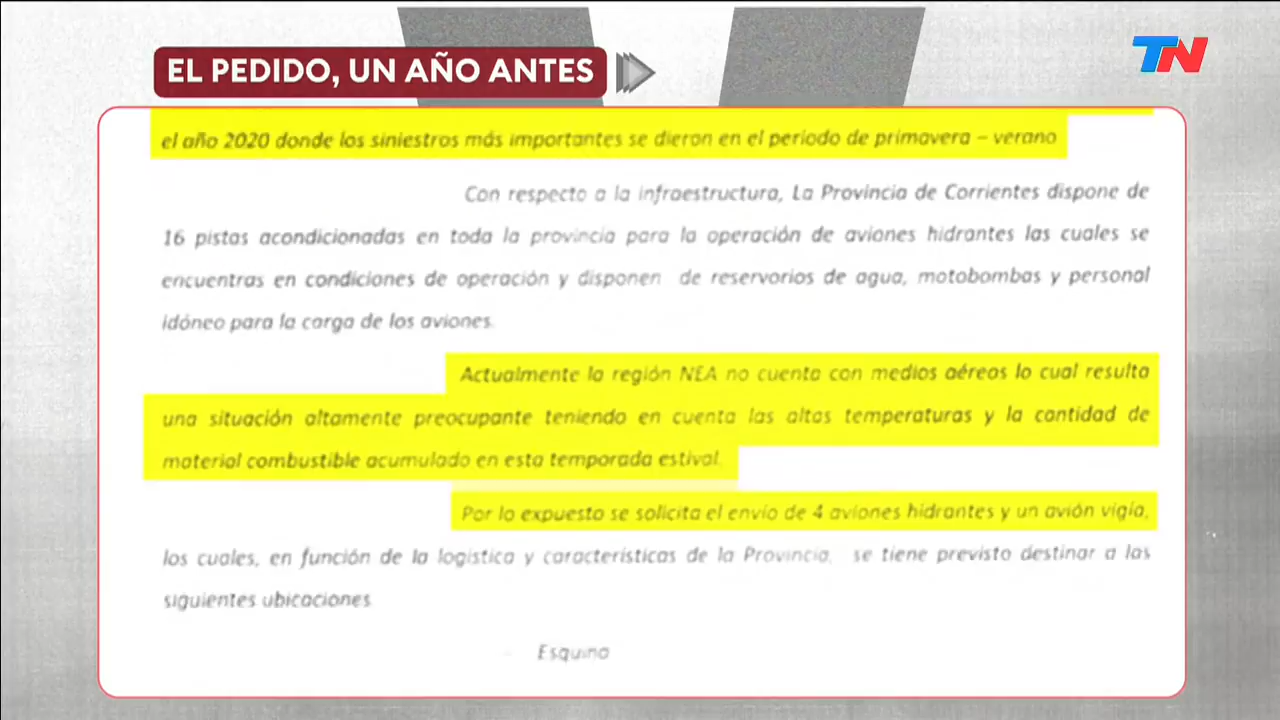 EL PEDIDO, UN AÑO ANTES
TN
el año 2020 donde los siniestros más importantes se dieron en el período de primavera – verano
Con respecto a la infraestructura, La Provincia de Corrientes dispone de
16 pistas acondicionadas en toda la provincia para la operación de aviones hidrantes las cuales se
encuentras en condiciones de operación y disponen de reservorios de agua, motobombas y personal
idóneo para la carga de los aviones.
Actualmente la región NEA no cuenta con medios aéreos lo cual resulta
una situación altamente preocupante teniendo en cuenta las altas temperaturas y la cantidad de
material combustible acumulado en esta temporada estival.
Por lo expuesto se solicita el envío de 4 aviones hidrantes y un avión vigía,
los cuales, en función de la logística y características de la Provincia, se tiene previsto destinar a las
siguientes ubicaciones
Esquina